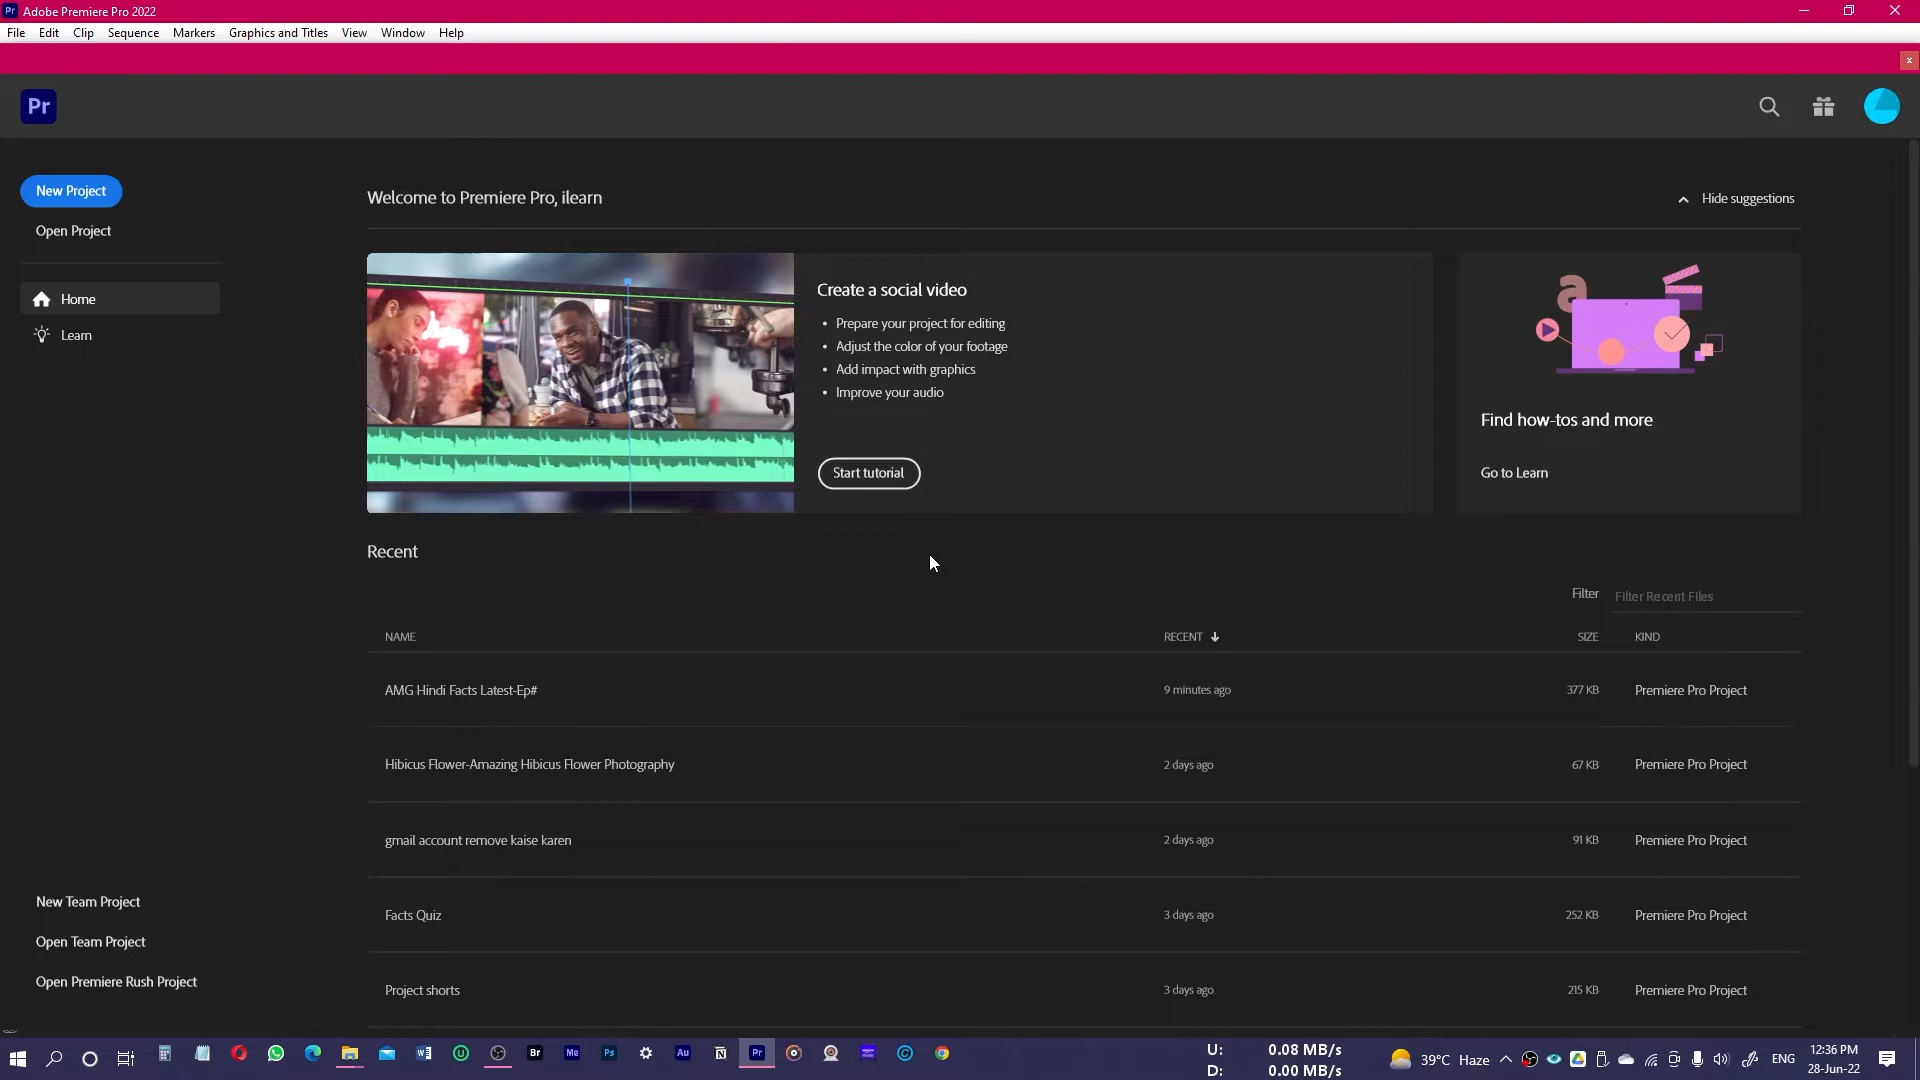 Pr Adobe Premiere Pro 2022
File Edit Clip Sequence Markers Graphics and Titles View Window Help
x
Pr
New Project
Open Project
Home
Learn
Welcome to Premiere Pro, ilearn
Hide suggestions
Create a social video
• Prepare your project for editing
• Adjust the color of your footage
• Add impact with graphics
• Improve your audio
Start tutorial
a
Find how-tos and more
Go to Learn
Recent
Filter Filter Recent Files
NAME RECENT SIZE KIND
AMG Hindi Facts Latest-Ep# 9 minutes ago 377 KB Premiere Pro Project
Hibicus Flower-Amazing Hibicus Flower Photography 2 days ago 67 KB Premiere Pro Project
gmail account remove kaise karen 2 days ago 91 KB Premiere Pro Project
Facts Quiz 3 days ago 252 KB Premiere Pro Project
Project shorts 3 days ago 215 KB Premiere Pro Project
New Team Project
Open Team Project
Open Premiere Rush Project
Br Me Ps Au Pr
U: 0.08 MB/s
D: 0.00 MB/s
39°C Haze
ENG
12:36 PM
28-Jun-22